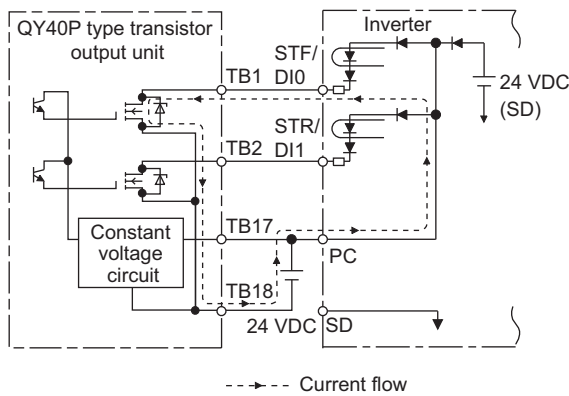 QY40P type transistor
output unit
Inverter
STF/
DI0
TB1
24 VDC
(SD)
STR/
DI1
TB2
Constant
voltage
circuit
TB17
PC
TB18
24 VDC
SD
Current flow